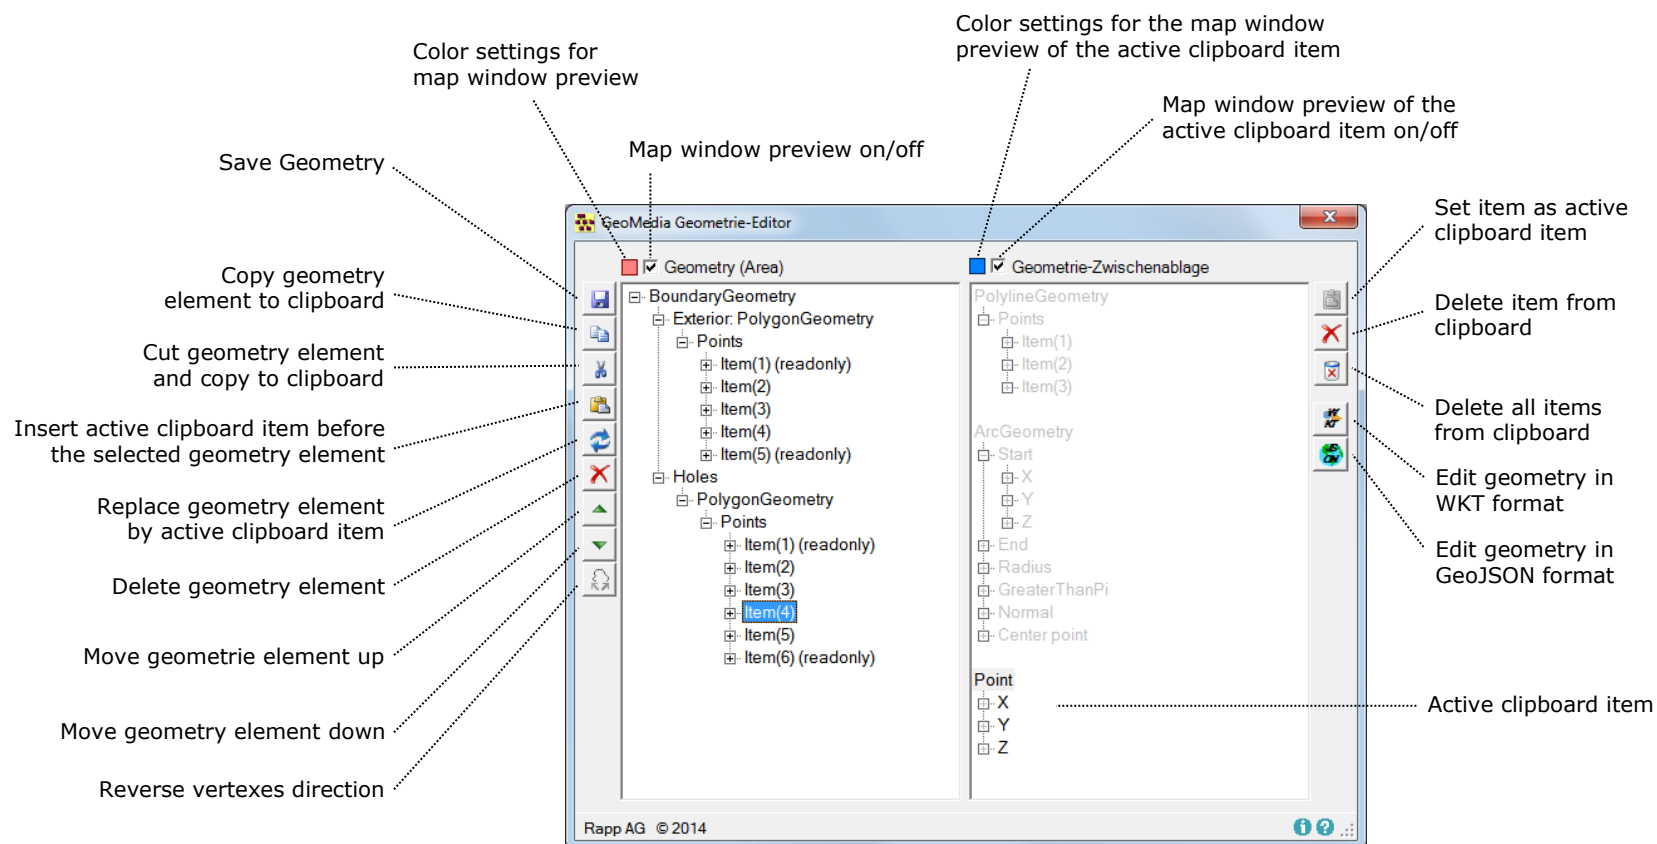 Color settings for the map window
preview of the active clipboard item
Color settings for
map window preview
Map window preview of the
active clipboard item on/off
Map window preview on/off
Save Geometry
Copy geometry
element to clipboard
Cut geometry element
and copy to clipboard
Insert active clipboard item before
the selected geometry element
Replace geometry element
by active clipboard item
Delete geometry element
Move geometrie element up
Move geometry element down
Reverse vertexes direction
GeoMedia Geometrie-Editor
Geometry (Area)
BoundaryGeometry
Exterior: PolygonGeometry
Points
Item(1) (readonly)
Item(2)
Item(3)
Item(4)
Item(5) (readonly)
Holes
PolygonGeometry
Points
Item(1) (readonly)
Item(2)
Item(3)
Item(4)
Item(5)
Item(6) (readonly)
Geometrie-Zwischenablage
PolylineGeometry
Points
Item(1)
Item(2)
Item(3)
ArcGeometry
Start
X
Y
Z
End
Radius
GreaterThanPi
Normal
Center point
Point
X
Y
Z
W
KT
JS
ON
Rapp AG © 2014
Set item as active
clipboard item
Delete item from
clipboard
Delete all items
from clipboard
Edit geometry in
WKT format
Edit geometry in
GeoJSON format
Active clipboard item